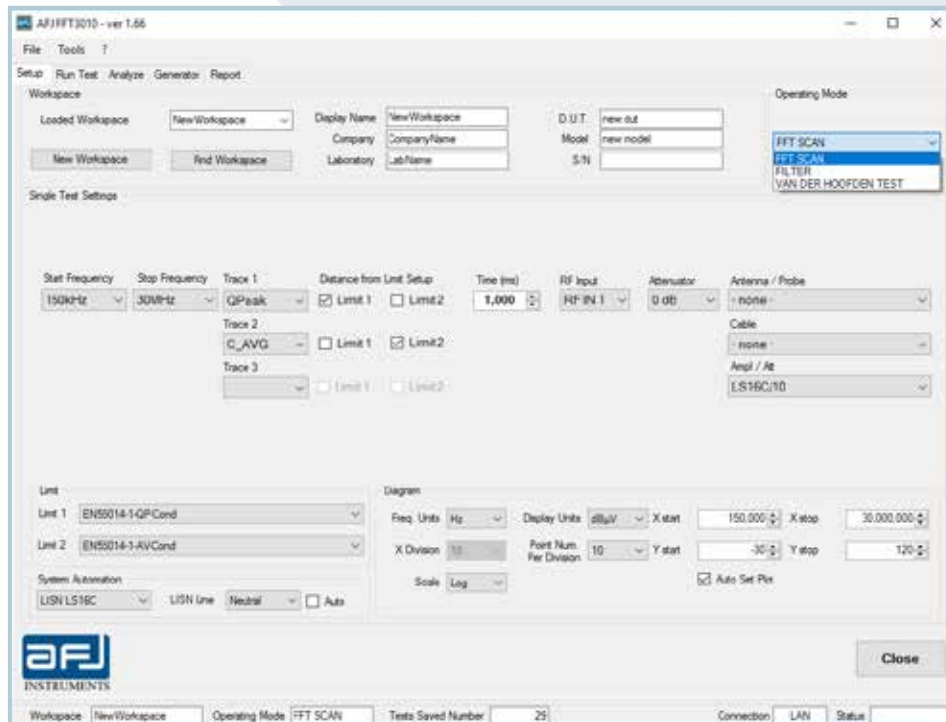 AFJ FFT3010 - ver 1.66
File Tools ?
Setup Run Test Analyze Generator Report
Workspace
Operating Mode
Loaded Workspace NewWorkspace Display Name NewWorkspace D.U.T. new dut
Company CompanyName Model new model FFT SCAN
New Workspace Find Workspace Laboratory LabName S/N FFT SCAN
FILTER
VAN DER HOOFDEN TEST
Single Test Settings
Start Frequency Stop Frequency Trace 1 Distance from Limit Setup Time (ms) RF Input Attenuator Antenna / Probe
150kHz 30MHz QPeak Limit 1 Limit2 1,000 RF IN 1 0 dB - none -
Trace 2 Cable
C_AVG Limit 1 Limit2 - none -
Trace 3 Ampl / Att
Limit 1 Limit2 LS16C/10
Limit Diagram
Limit 1 EN55014-1-QPCond Freq. Units Hz Display Units dBµV X start 150,000 X stop 30,000,000
Limit 2 EN55014-1-AVCond X Division 10 Point Num. Per Division 10 Y start -30 Y stop 120
System Automation Scale Log Auto Set Plot
LISN LS16C LISN Line Neutral Auto
afj
INSTRUMENTS
Close
Workspace NewWorkspace Operating Mode FFT SCAN Tests Saved Number 25 Connection LAN Status